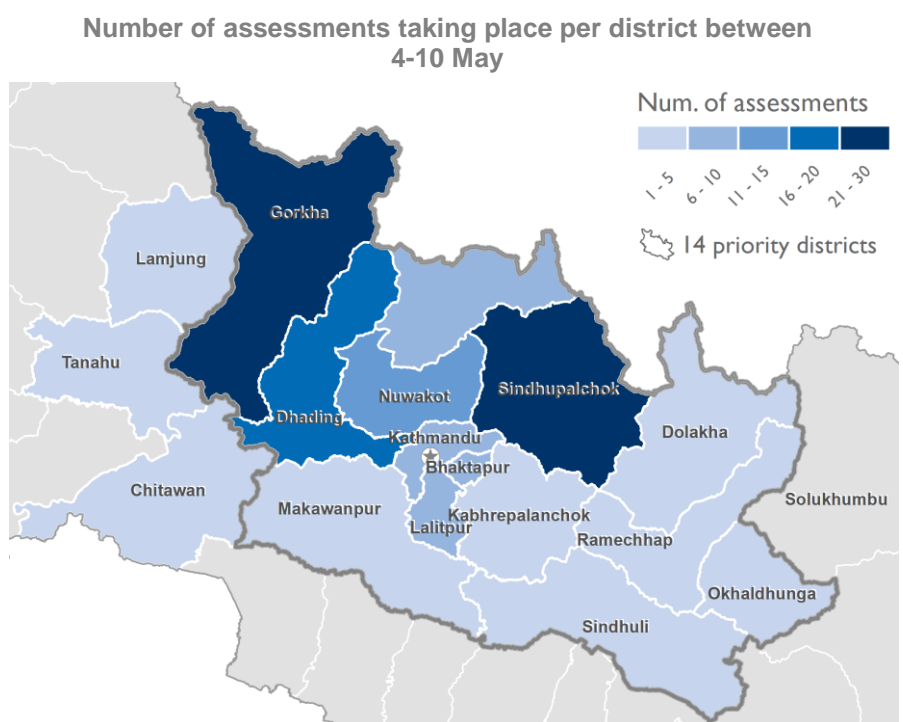 Number of assessments taking place per district between
4-10 May
Num. of assessments
1 - 5
6 - 10
11 - 15
16 - 20
21 - 30
14 priority districts
Gorkha
Lamjung
Tanahu
Nuwakot
Sindhupalchok
Dhading
Kathmandu
Dolakha
Bhaktapur
Chitawan
Solukhumbu
Makawanpur
Kabhrepalanchok
Lalitpur
Ramechhap
Okhaldhunga
Sindhuli